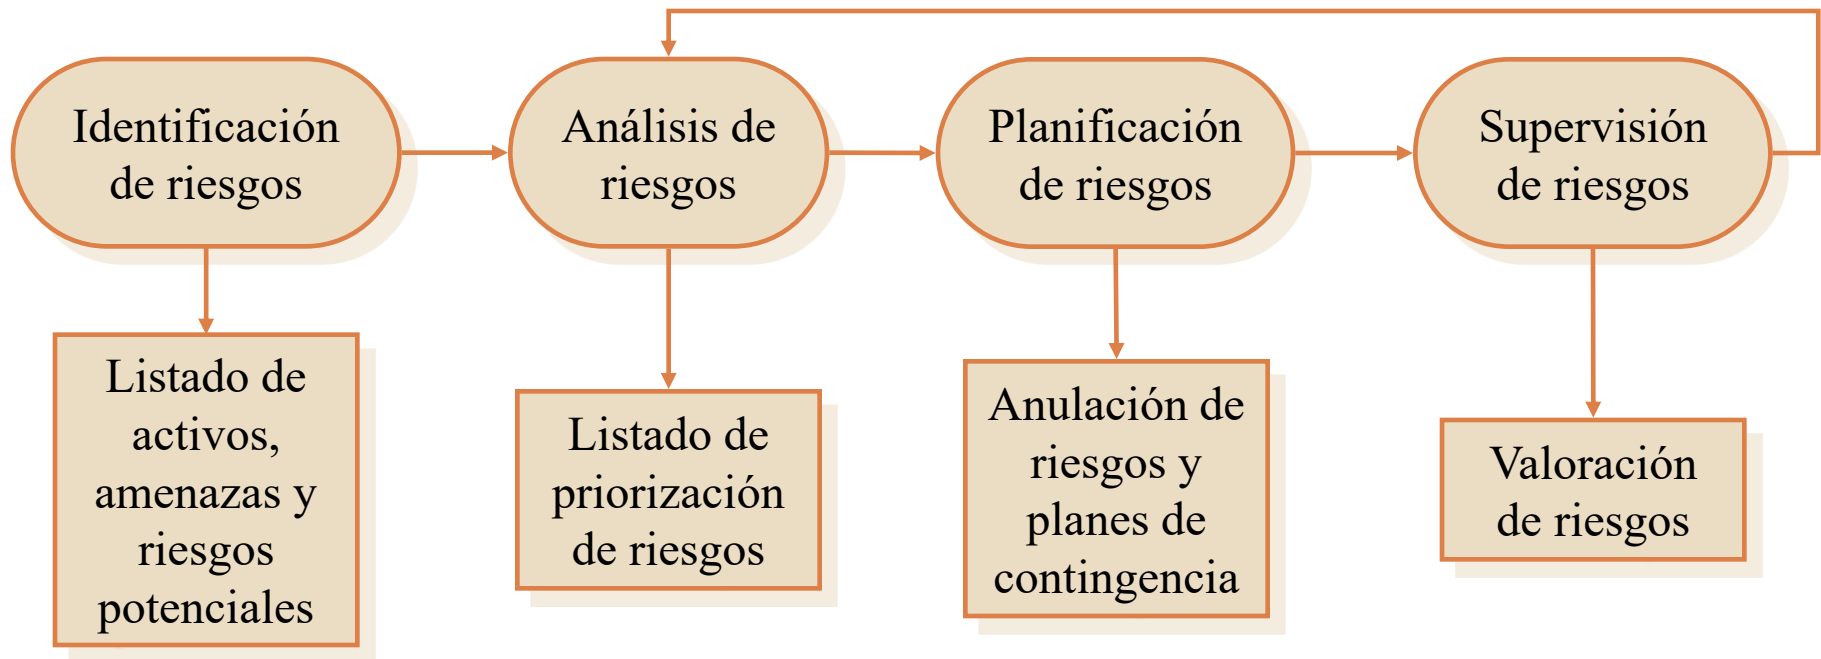 Identificación
de riesgos
Análisis de
riesgos
Planificación
de riesgos
Supervisión
de riesgos
Listado de
activos,
amenazas y
riesgos
potenciales
Listado de
priorización
de riesgos
Anulación de
riesgos y
planes de
contingencia
Valoración
de riesgos